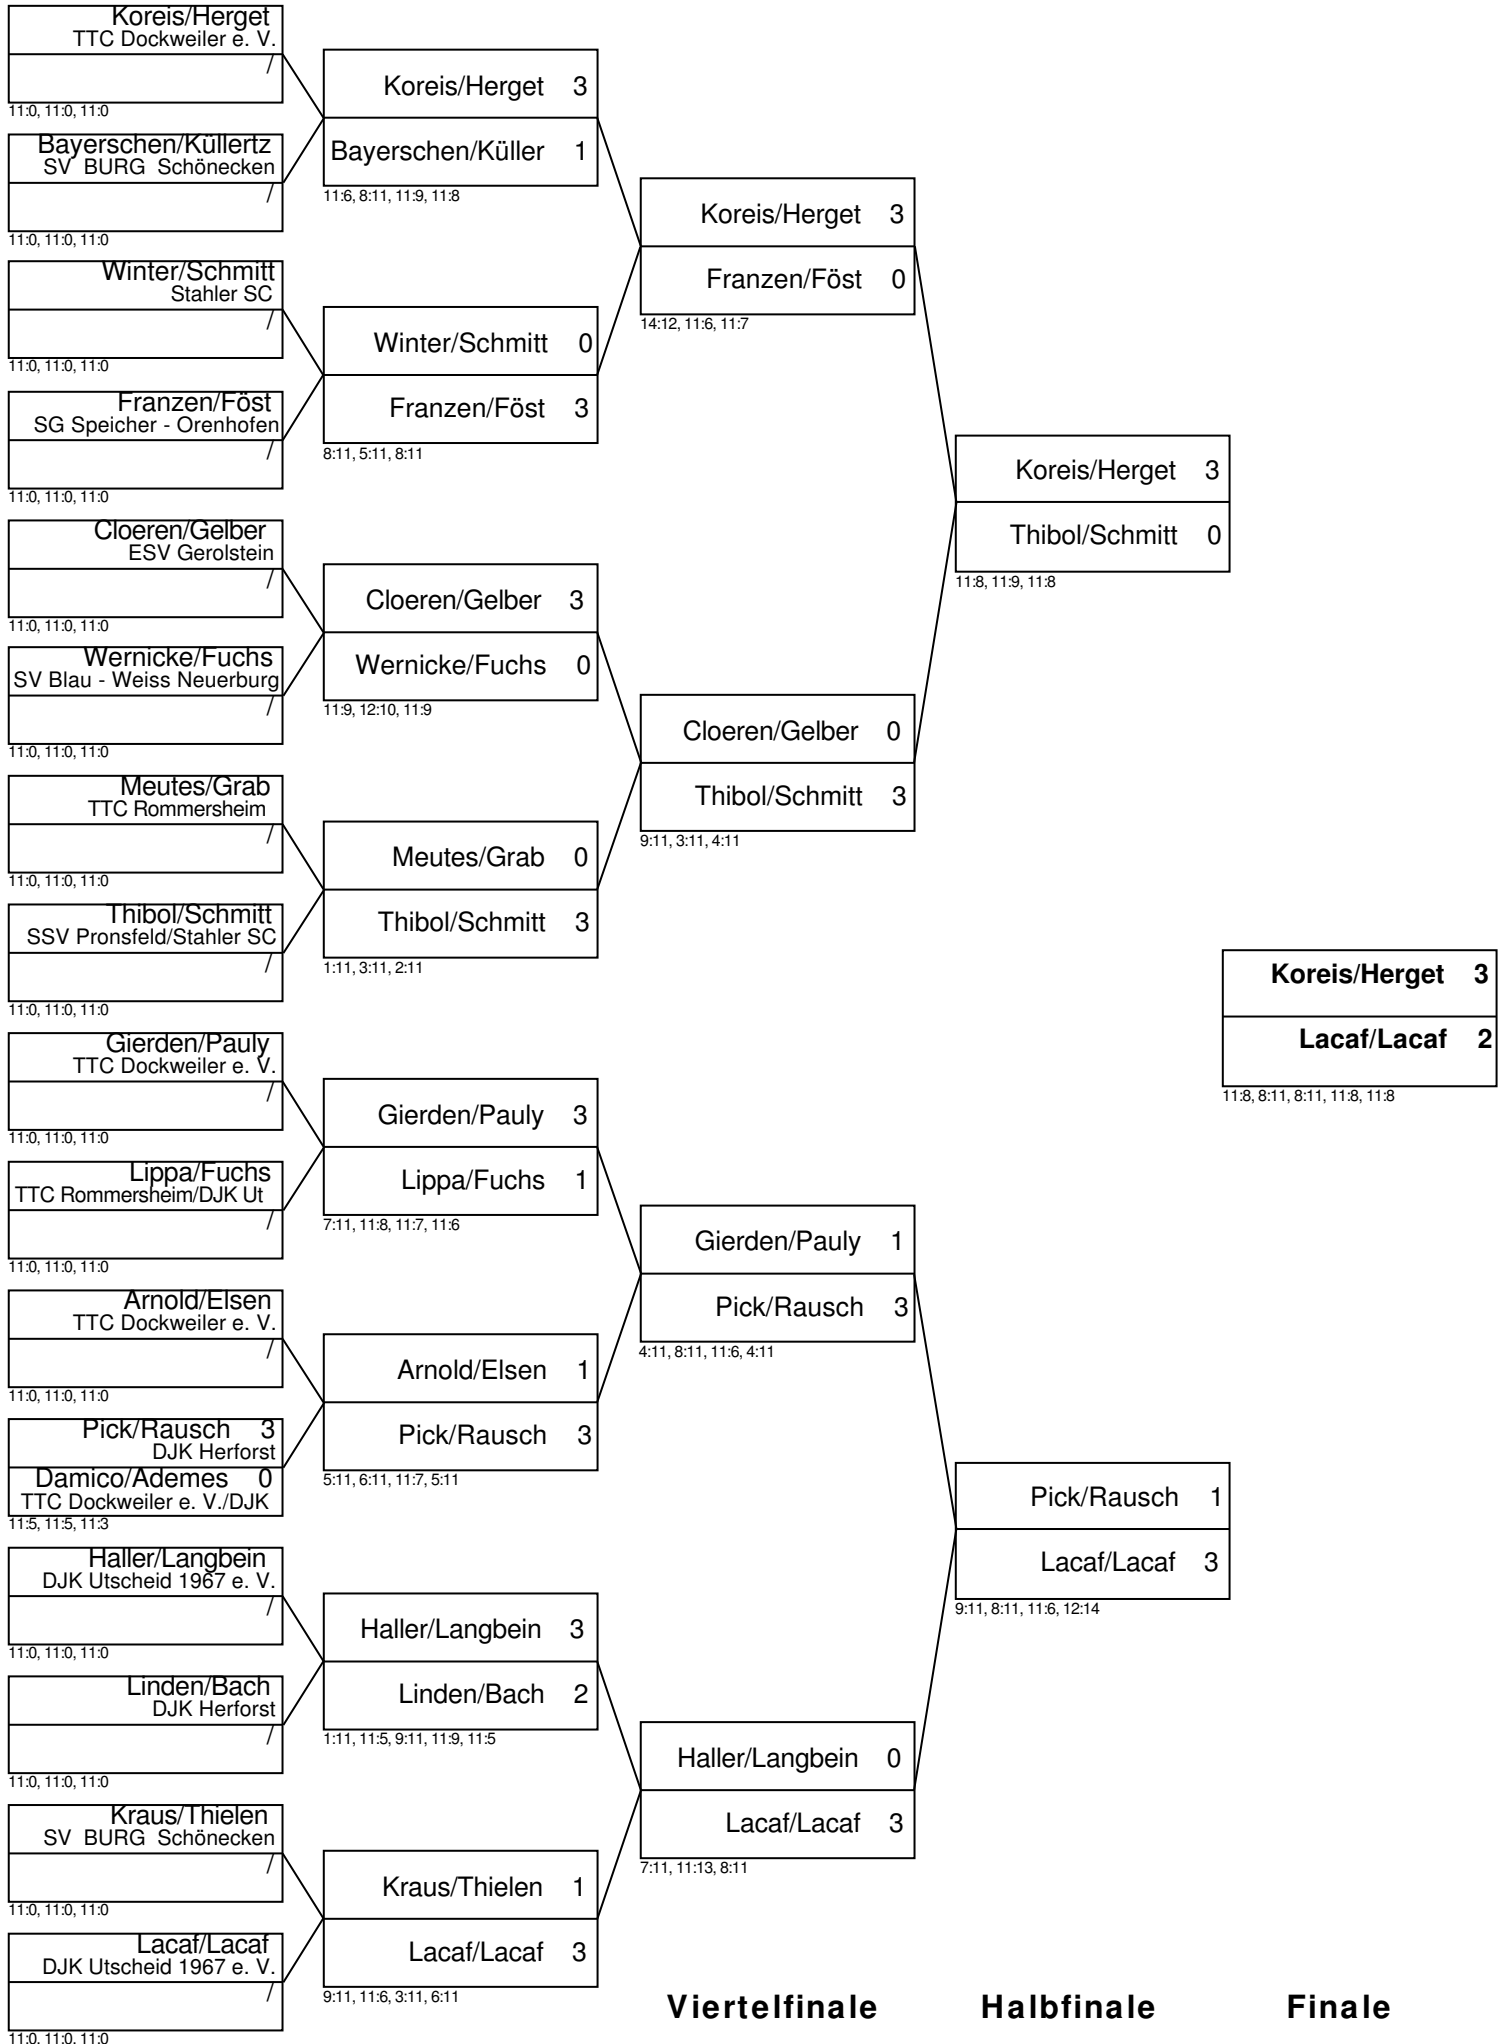 Koreis/Herget
TTC Dockweiler e. V.
/
11:0, 11:0, 11:0
Bayerschen/Küllertz
SV BURG Schönecken
/
11:0, 11:0, 11:0
Winter/Schmitt
Stahler SC
/
11:0, 11:0, 11:0
Franzen/Föst
SG Speicher - Orenhofen
/
11:0, 11:0, 11:0
Cloeren/Gelber
ESV Gerolstein
/
11:0, 11:0, 11:0
Wernicke/Fuchs
SV Blau - Weiss Neuerburg
/
11:0, 11:0, 11:0
Meutes/Grab
TTC Rommersheim
/
11:0, 11:0, 11:0
Thibol/Schmitt
SSV Pronsfeld/Stahler SC
/
11:0, 11:0, 11:0
Gierden/Pauly
TTC Dockweiler e. V.
/
11:0, 11:0, 11:0
Lippa/Fuchs
TTC Rommersheim/DJK Ut
/
11:0, 11:0, 11:0
Arnold/Elsen
TTC Dockweiler e. V.
/
11:0, 11:0, 11:0
Pick/Rausch 3
DJK Herforst
Damico/Ademes 0
TTC Dockweiler e. V./DJK
11:5, 11:5, 11:3
Haller/Langbein
DJK Utscheid 1967 e. V.
/
11:0, 11:0, 11:0
Linden/Bach
DJK Herforst
/
11:0, 11:0, 11:0
Kraus/Thielen
SV BURG Schönecken
/
11:0, 11:0, 11:0
Lacaf/Lacaf
DJK Utscheid 1967 e. V.
/
11:0, 11:0, 11:0
Koreis/Herget 3
Bayerschen/Küller 1
11:6, 8:11, 11:9, 11:8
Winter/Schmitt 0
Franzen/Föst 3
8:11, 5:11, 8:11
Cloeren/Gelber 3
Wernicke/Fuchs 0
11:9, 12:10, 11:9
Meutes/Grab 0
Thibol/Schmitt 3
1:11, 3:11, 2:11
Gierden/Pauly 3
Lippa/Fuchs 1
7:11, 11:8, 11:7, 11:6
Arnold/Elsen 1
Pick/Rausch 3
5:11, 6:11, 11:7, 5:11
Haller/Langbein 3
Linden/Bach 2
1:11, 11:5, 9:11, 11:9, 11:5
Kraus/Thielen 1
Lacaf/Lacaf 3
9:11, 11:6, 3:11, 6:11
Koreis/Herget 3
Franzen/Föst 0
14:12, 11:6, 11:7
Cloeren/Gelber 0
Thibol/Schmitt 3
9:11, 3:11, 4:11
Gierden/Pauly 1
Pick/Rausch 3
4:11, 8:11, 11:6, 4:11
Haller/Langbein 0
Lacaf/Lacaf 3
7:11, 11:13, 8:11
Viertelfinale
Koreis/Herget 3
Thibol/Schmitt 0
11:8, 11:9, 11:8
Pick/Rausch 1
Lacaf/Lacaf 3
9:11, 8:11, 11:6, 12:14
Halbfinale
Koreis/Herget 3
Lacaf/Lacaf 2
11:8, 8:11, 8:11, 11:8, 11:8
Finale